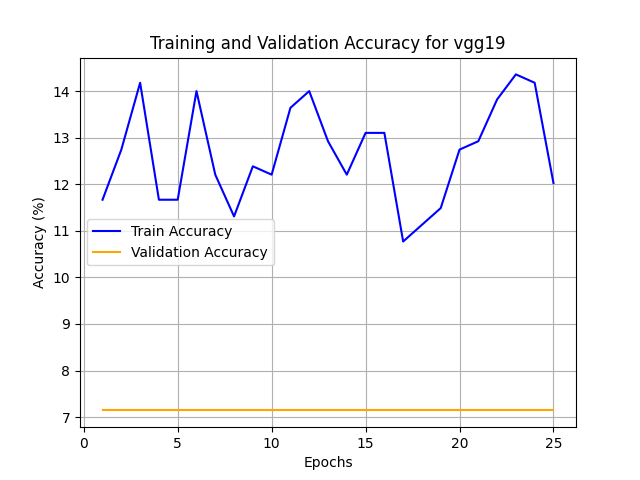 Training and Validation Accuracy for vgg19
14
13
12
11
10
9
8
7
Accuracy (%)
Train Accuracy
Validation Accuracy
0
5
10
15
20
25
Epochs